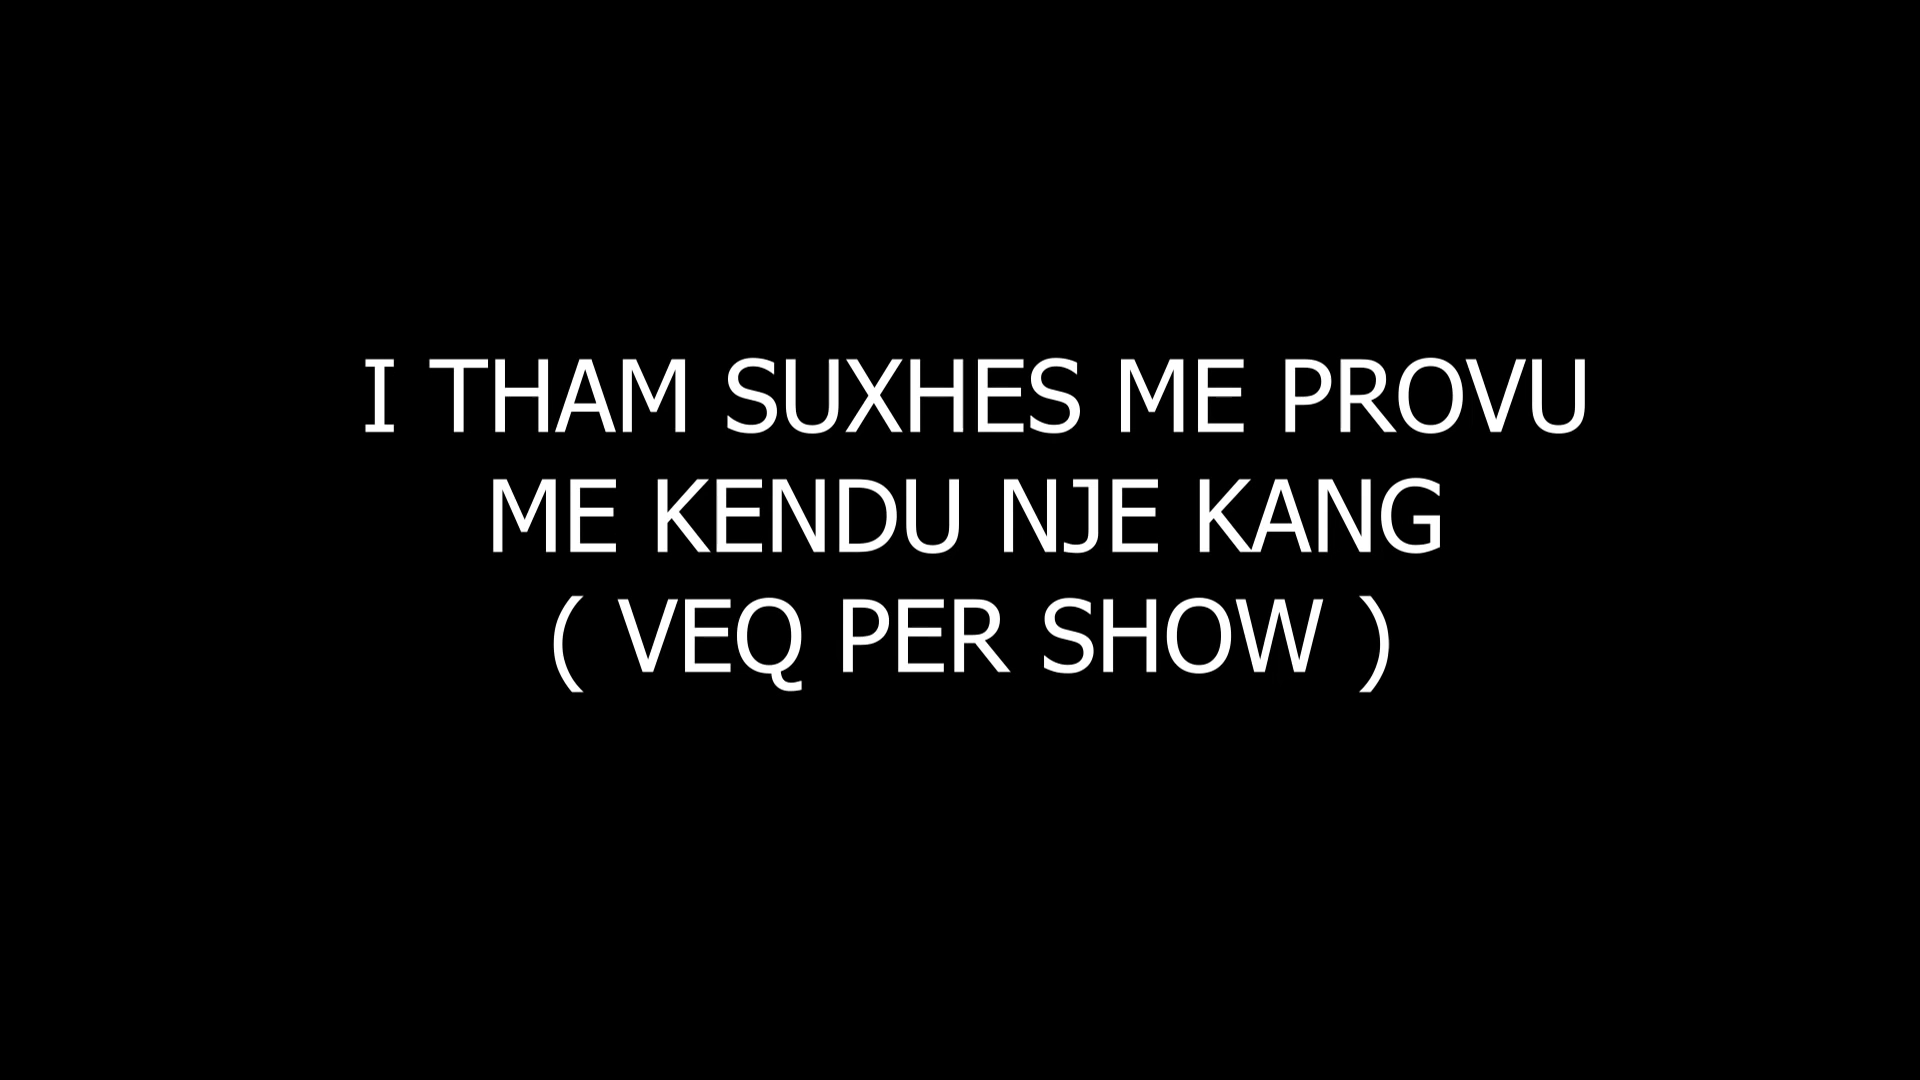 I THAM SUXHES ME PROVU
ME KENDU NJE KANG
( VEQ PER SHOW )